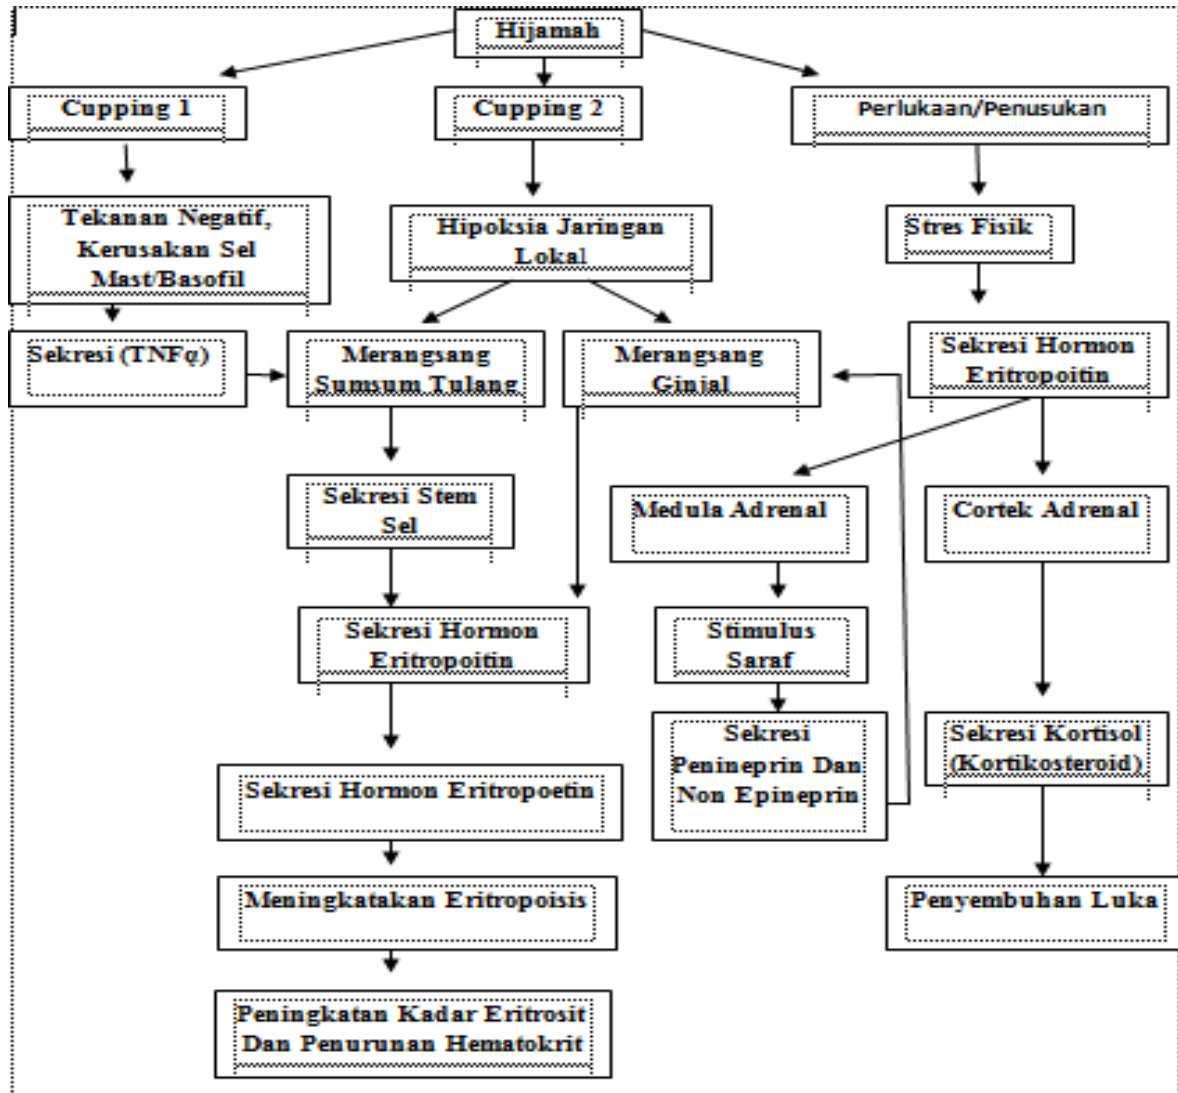 Hijamah
Cupping 1
Cupping 2
Perlukaan/Penusukan
Tekanan Negatif,
Kerusakan Sel
Mast/Basofil
Hipoksia Jaringan
Lokal
Stres Fisik
Sekresi (TNFα)
Merangsang
Sumsum Tulang
Merangsang
Ginjal
Sekresi Hormon
Eritropoitin
Sekresi Stem
Sel
Medula Adrenal
Cortek Adrenal
Sekresi Hormon
Eritropoitin
Stimulus
Saraf
Sekresi
Penineprin Dan
Non Epineprin
Sekresi Kortisol
(Kortikosteroid)
Sekresi Hormon Eritropoetin
Meningkatakan Eritropoisis
Penyembuhan Luka
Peningkatan Kadar Eritrosit
Dan Penurunan Hematokrit